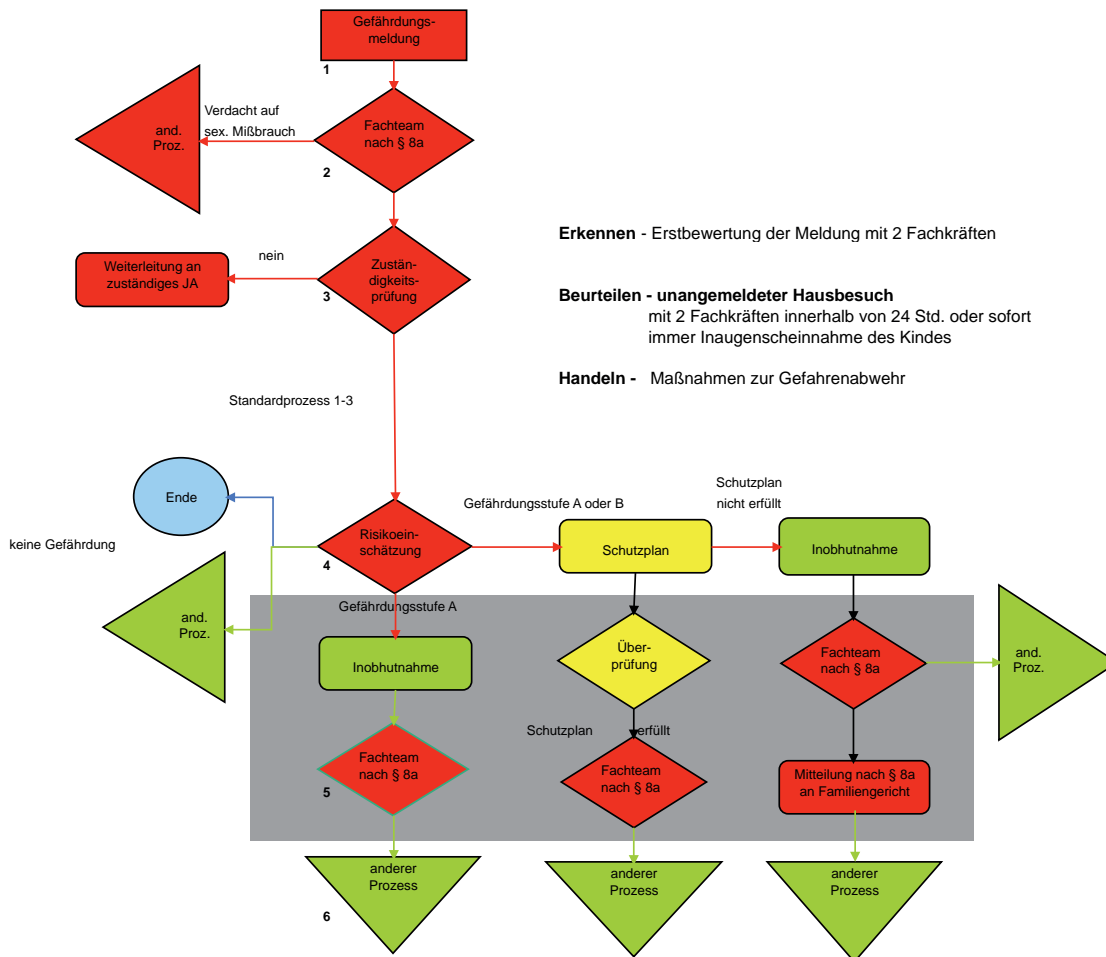 Gefährdungs-
meldung
1
Verdacht auf
sex. Mißbrauch
and.
Proz.
Fachteam
nach § 8a
2
Erkennen - Erstbewertung der Meldung mit 2 Fachkräften
nein
Weiterleitung an
zuständiges JA
Zustän-
digkeits-
prüfung
3
Beurteilen - unangemeldeter Hausbesuch
mit 2 Fachkräften innerhalb von 24 Std. oder sofort
immer Inaugenscheinnahme des Kindes
Handeln - Maßnahmen zur Gefahrenabwehr
Standardprozess 1-3
Ende
keine Gefährdung
and.
Proz.
Risikoein-
schätzung
4
Gefährdungsstufe A oder B
Schutzplan
Schutzplan
nicht erfüllt
Inobhutnahme
Gefährdungsstufe A
Inobhutnahme
Über-
prüfung
Fachteam
nach § 8a
and.
Proz.
Fachteam
nach § 8a
5
Schutzplan erfüllt
Fachteam
nach § 8a
Mitteilung nach § 8a
an Familiengericht
anderer
Prozess
6
anderer
Prozess
anderer
Prozess